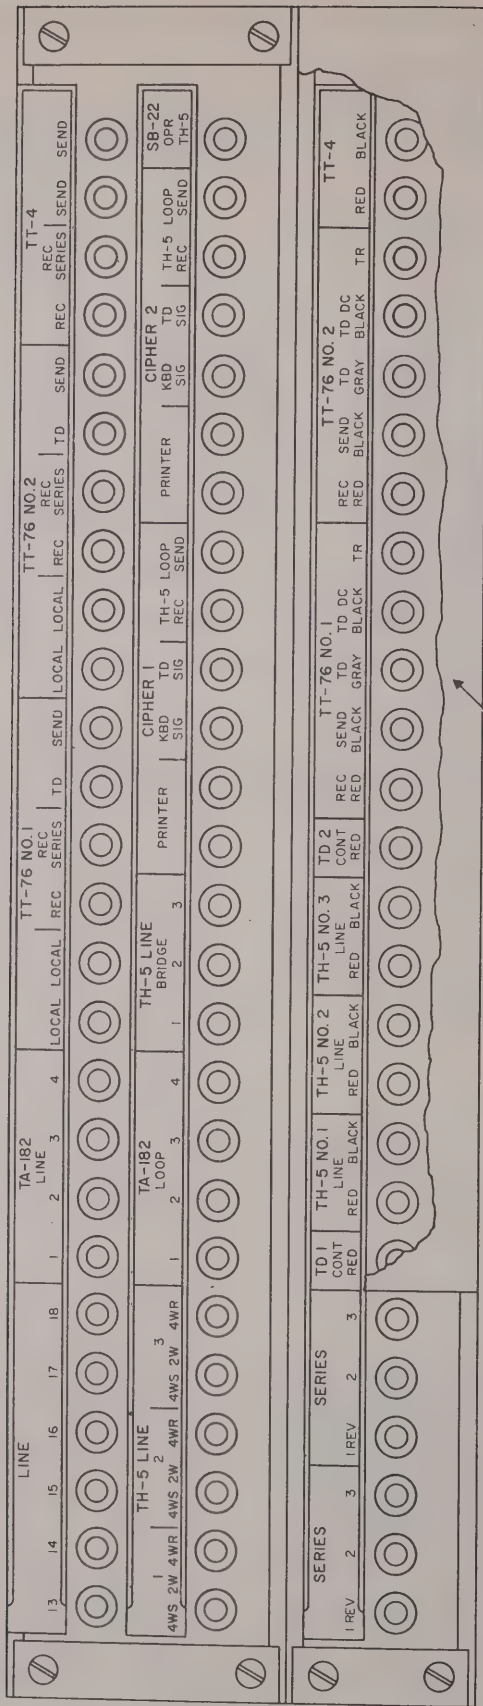 LINE
13 14 15 16 17 18
TA-182
LINE
1 2 3 4
TT-76 NO. 1
LOCAL LOCAL REC REC SERIES TD SEND
TT-76 NO. 2
LOCAL LOCAL REC REC SERIES TD SEND
TT-4
REC REC SERIES SEND SEND
TH-5 LINE
1 2 3
4WS 2W 4WR 4WS 2W 4WR 4WS 2W 4WR
TA-182
LOOP
1 2 3 4
TH-5 LINE
BRIDGE
1 2 3
CIPHER 1
PRINTER KBD SIG TD SIG TH-5 LOOP REC SEND
CIPHER 2
PRINTER KBD SIG TD SIG TH-5 LOOP REC SEND
SB-22
OPR
TH-5
SERIES
1 REV 2 3
SERIES
1 REV 2 3
TD 1
CONT
RED
TH-5 NO. 1
LINE
RED BLACK
TH-5 NO. 2
LINE
RED BLACK
TH-5 NO. 3
LINE
RED BLACK
TD 2
CONT
RED
TT-76 NO. 1
REC SEND TD TD DC TR
RED BLACK GRAY BLACK
TT-76 NO. 2
REC SEND TD TD DC TR
RED BLACK GRAY BLACK
TT-4
RED BLACK